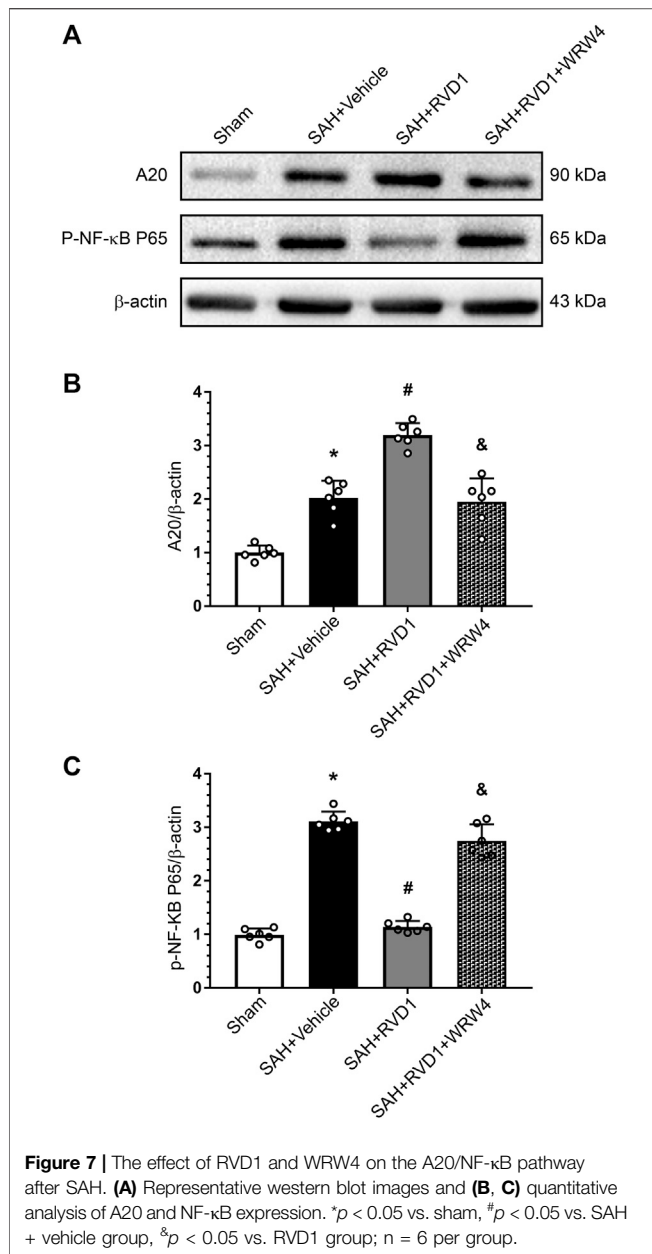 A
Sham
SAH+Vehicle
SAH+RVD1
SAH+RVD1+WRW4
A20
90 kDa
P-NF-κB P65
65 kDa
β-actin
43 kDa
B
A20/β-actin
4
3
2
1
0
*
#
&
Sham
SAH+Vehicle
SAH+RVD1
SAH+RVD1+WRW4
C
p-NF-KB P65/β-actin
4
3
2
1
0
*
#
&
Sham
SAH+Vehicle
SAH+RVD1
SAH+RVD1+WRW4
Figure 7 | The effect of RVD1 and WRW4 on the A20/NF-κB pathway
after SAH. (A) Representative western blot images and (B, C) quantitative
analysis of A20 and NF-κB expression. *p < 0.05 vs. sham, #p < 0.05 vs. SAH
+ vehicle group, &p < 0.05 vs. RVD1 group; n = 6 per group.